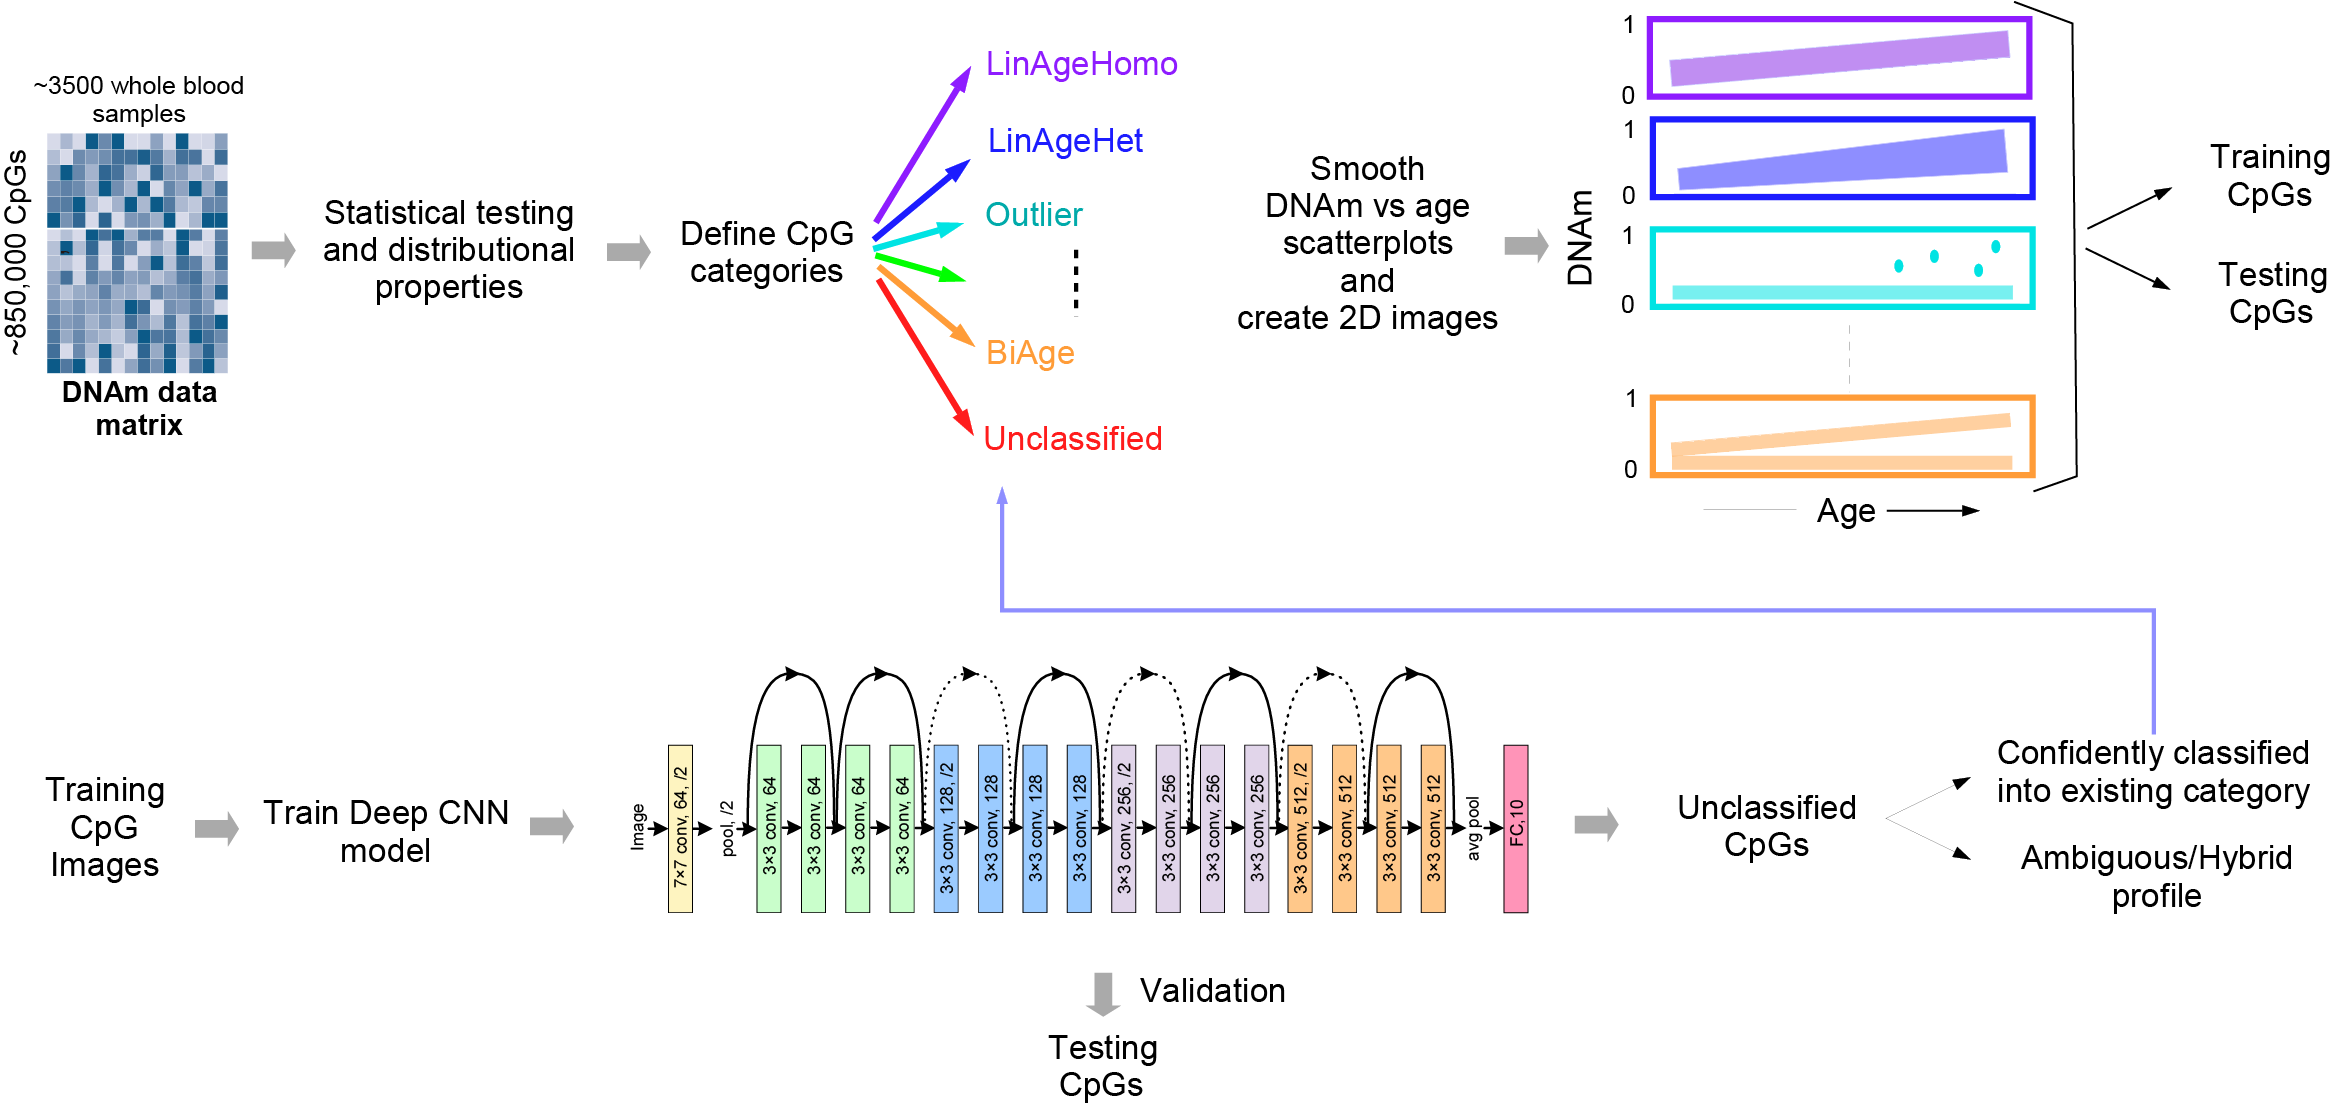 ~3500 whole blood
samples
~850,000 CpGs
DNAm data
matrix
Statistical testing
and distributional
properties
Define CpG
categories
LinAgeHomo
LinAgeHet
Outlier
BiAge
Unclassified
Smooth
DNAm vs age
scatterplots
and
create 2D images
DNAm
1
0
1
0
1
0
1
0
Age
Training
CpGs
Testing
CpGs
Training
CpG
Images
Train Deep CNN
model
Image
7×7 conv, 64, /2
pool, /2
3×3 conv, 64
3×3 conv, 64
3×3 conv, 64
3×3 conv, 64
3×3 conv, 128, /2
3×3 conv, 128
3×3 conv, 128
3×3 conv, 128
3×3 conv, 256, /2
3×3 conv, 256
3×3 conv, 256
3×3 conv, 256
3×3 conv, 512, /2
3×3 conv, 512
3×3 conv, 512
3×3 conv, 512
avg pool
FC,10
Unclassified
CpGs
Confidently classified
into existing category
Ambiguous/Hybrid
profile
Validation
Testing
CpGs